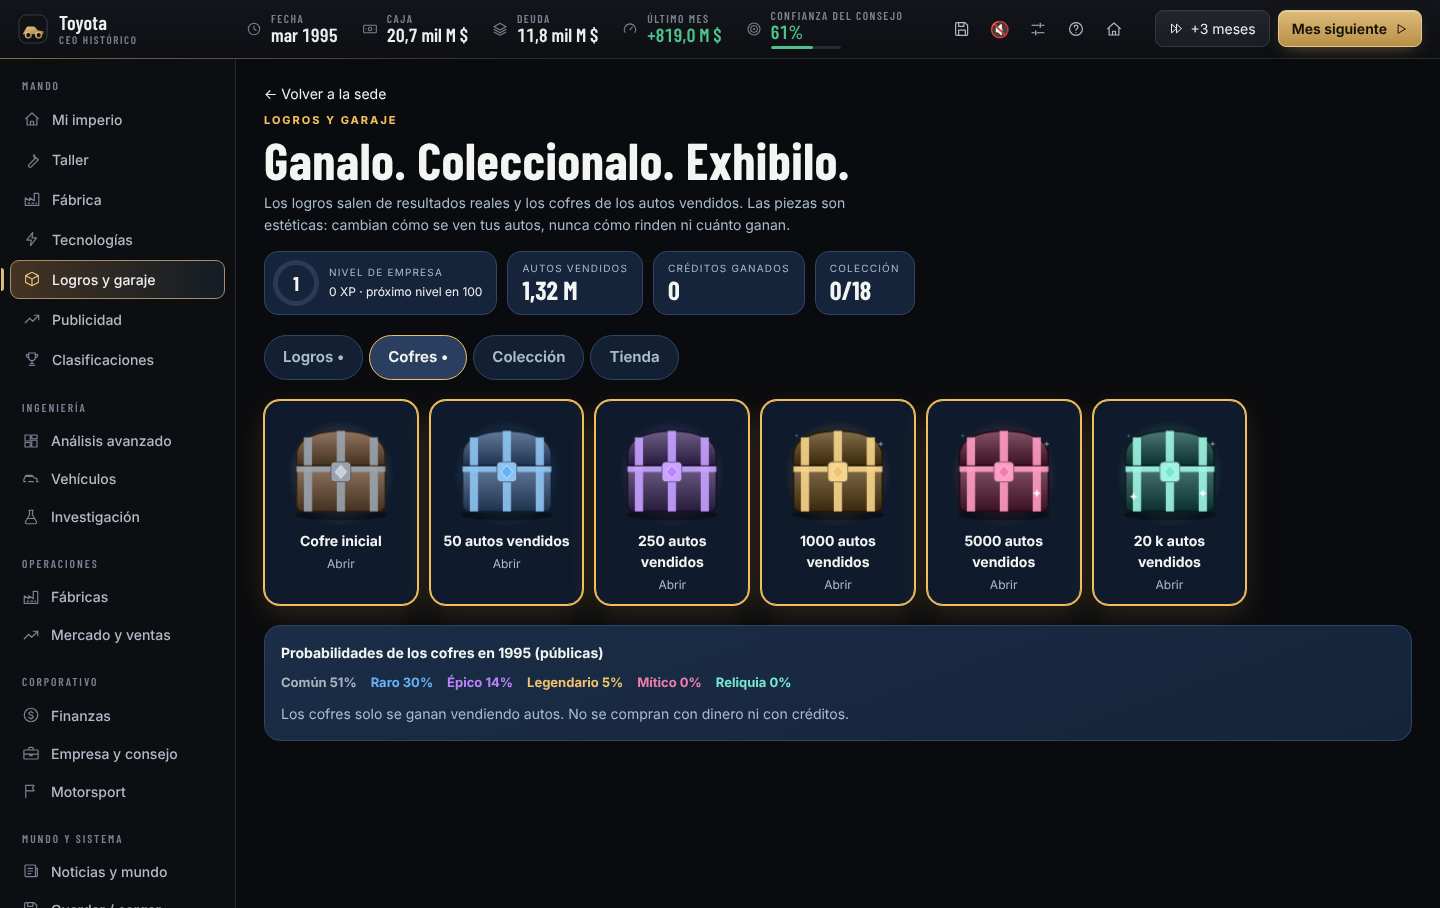 Toyota
CEO HISTÓRICO
FECHA
mar 1995
CAJA
20,7 mil M $
DEUDA
11,8 mil M $
ÚLTIMO MES
+819,0 M $
CONFIANZA DEL CONSEJO
61%
+3 meses
Mes siguiente
MANDO
Mi imperio
Taller
Fábrica
Tecnologías
Logros y garaje
Publicidad
Clasificaciones
INGENIERÍA
Análisis avanzado
Vehículos
Investigación
OPERACIONES
Fábricas
Mercado y ventas
CORPORATIVO
Finanzas
Empresa y consejo
Motorsport
MUNDO Y SISTEMA
Noticias y mundo
← Volver a la sede
LOGROS Y GARAJE
Ganalo. Coleccionalo. Exhibilo.
Los logros salen de resultados reales y los cofres de los autos vendidos. Las piezas son
estéticas: cambian cómo se ven tus autos, nunca cómo rinden ni cuánto ganan.
1
NIVEL DE EMPRESA
0 XP · próximo nivel en 100
AUTOS VENDIDOS
1,32 M
CRÉDITOS GANADOS
0
COLECCIÓN
0/18
Logros •
Cofres •
Colección
Tienda
Cofre inicial
Abrir
50 autos vendidos
Abrir
250 autos
vendidos
Abrir
1000 autos
vendidos
Abrir
5000 autos
vendidos
Abrir
20 k autos
vendidos
Abrir
Probabilidades de los cofres en 1995 (públicas)
Común 51% Raro 30% Épico 14% Legendario 5% Mítico 0% Reliquia 0%
Los cofres solo se ganan vendiendo autos. No se compran con dinero ni con créditos.